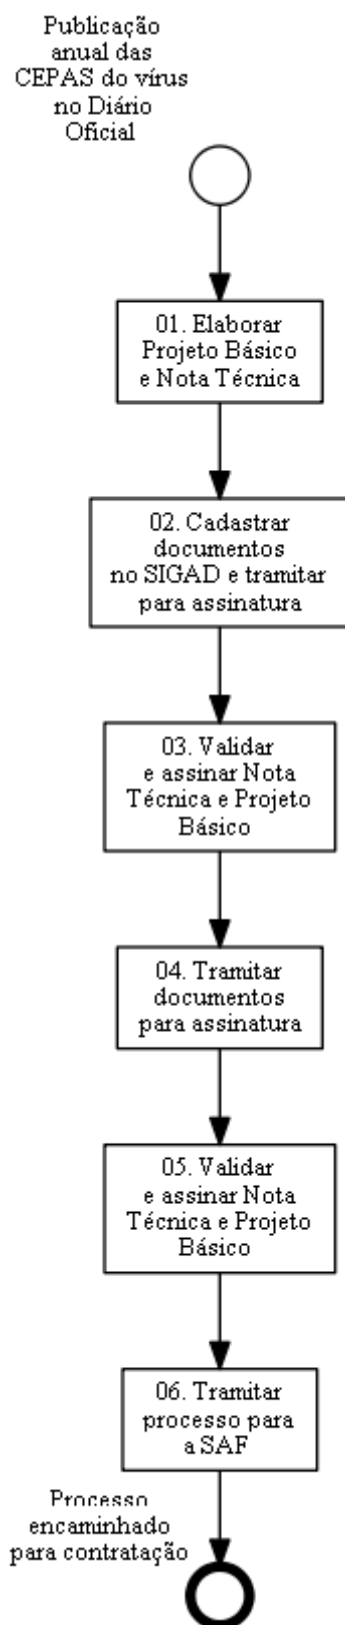 Publicação
anual das
CEPAS do vírus
no Diário
Oficial
01. Elaborar
Projeto Básico
e Nota Técnica
02. Cadastrar
documentos
no SIGAD e tramitar
para assinatura
03. Validar
e assinar Nota
Técnica e Projeto
Básico
04. Tramitar
documentos
para assinatura
05. Validar
e assinar Nota
Técnica e Projeto
Básico
06. Tramitar
processo para
a SAF
Processo
encaminhado
para contratação